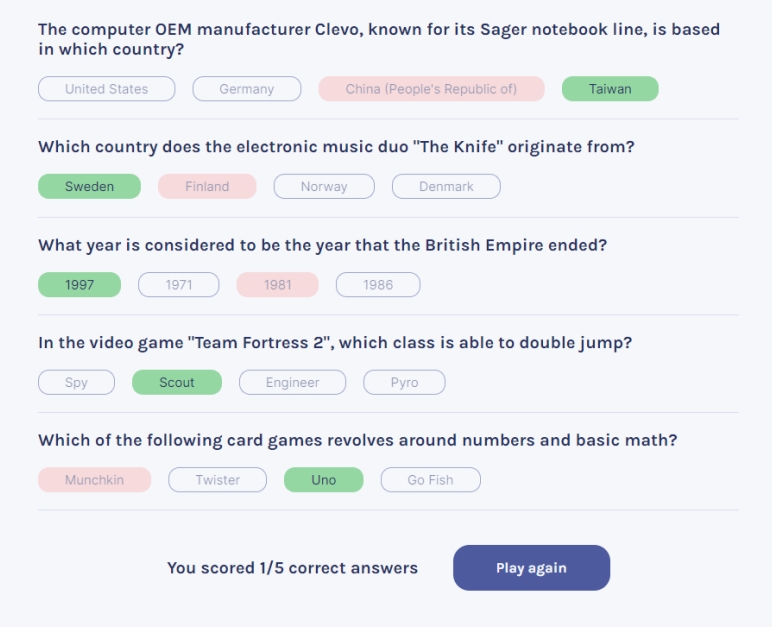 The computer OEM manufacturer Clevo, known for its Sager notebook line, is based
in which country?
United States Germany China (People's Republic of) Taiwan
Which country does the electronic music duo "The Knife" originate from?
Sweden Finland Norway Denmark
What year is considered to be the year that the British Empire ended?
1997 1971 1981 1986
In the video game "Team Fortress 2", which class is able to double jump?
Spy Scout Engineer Pyro
Which of the following card games revolves around numbers and basic math?
Munchkin Twister Uno Go Fish
You scored 1/5 correct answers Play again